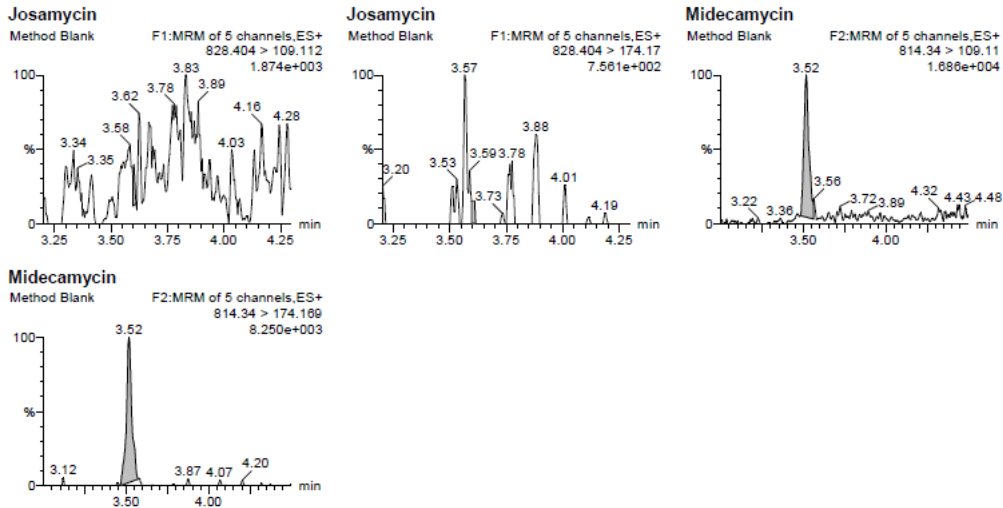 Josamycin
Method Blank F1:MRM of 5 channels,ES+
828.404 > 109.112
1.874e+003
100
3.83
3.78
3.89
3.62
4.16
4.28
3.58
3.34
4.03
3.35
%
0
min
3.25 3.50 3.75 4.00 4.25
Josamycin
Method Blank F1:MRM of 5 channels,ES+
828.404 > 174.17
7.561e+002
100
3.57
3.88
3.59
3.78
3.53
3.20
4.01
3.73
4.19
%
0
min
3.25 3.50 3.75 4.00 4.25
Midecamycin
Method Blank F2:MRM of 5 channels,ES+
814.34 > 109.11
1.686e+004
100
3.52
3.56
3.22
3.36
3.72
3.89
4.32
4.43
4.48
%
0
min
3.50 4.00
Midecamycin
Method Blank F2:MRM of 5 channels,ES+
814.34 > 174.169
8.250e+003
100
3.52
3.12
3.87
4.07
4.20
%
0
min
3.50 4.00